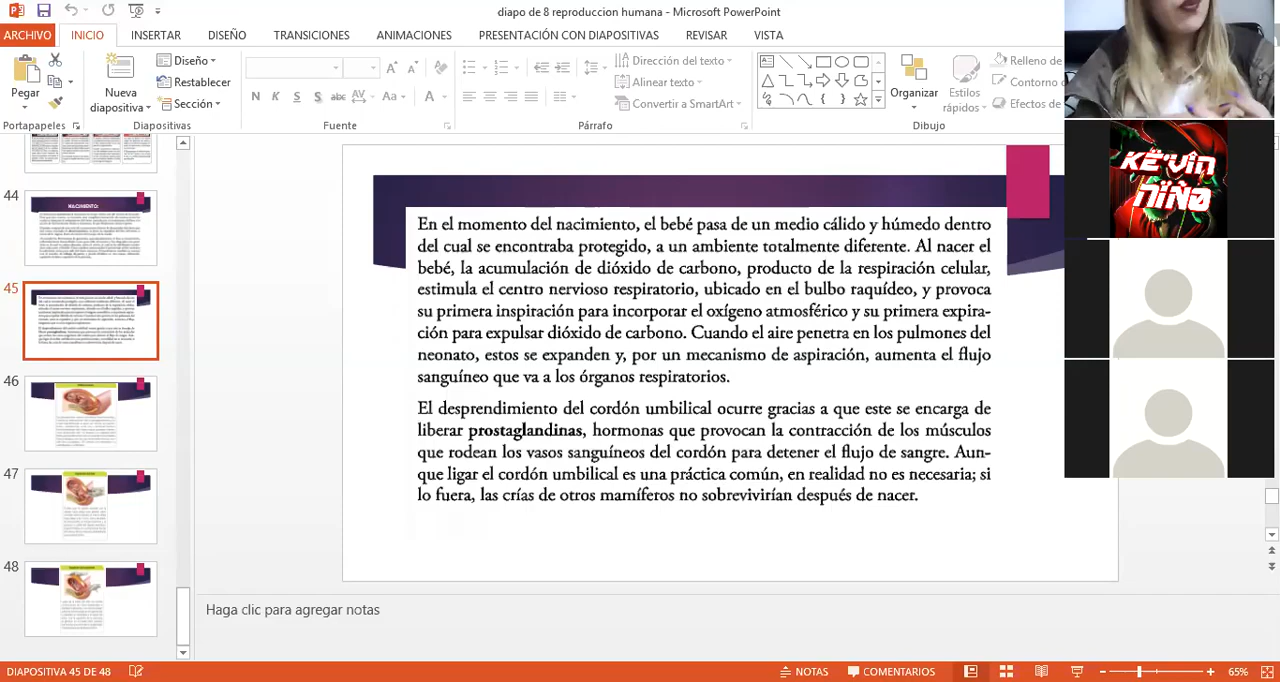 diapo de 8 reproduccion humana - Microsoft PowerPoint
ARCHIVO INICIO INSERTAR DISEÑO TRANSICIONES ANIMACIONES PRESENTACIÓN CON DIAPOSITIVAS REVISAR VISTA
Pegar
Nueva
diapositiva
Diseño
Restablecer
Sección
N K S S abc AV Aa A
Dirección del texto
Alinear texto
Convertir a SmartArt
Organizar
Estilos
rápidos
Relleno de
Contorno
Efectos de
Portapapeles Diapositivas Fuente Párrafo Dibujo
KEVIN
NIÑO
44
NACIMIENTO:
45
46
47
48
En el momento del nacimiento, el bebé pasa de un medio cálido y húmedo dentro
del cual se encontraba protegido, a un ambiente totalmente diferente. Al nacer el
bebé, la acumulación de dióxido de carbono, producto de la respiración celular,
estimula el centro nervioso respiratorio, ubicado en el bulbo raquídeo, y provoca
su primera inspiración para incorporar el oxígeno atmosférico y su primera espira-
ción para eliminar el dióxido de carbono. Cuando el aire penetra en los pulmones del
neonato, estos se expanden y, por un mecanismo de aspiración, aumenta el flujo
sanguíneo que va a los órganos respiratorios.
El desprendimiento del cordón umbilical ocurre gracias a que este se encarga de
liberar prostaglandinas, hormonas que provocan la contracción de los músculos
que rodean los vasos sanguíneos del cordón para detener el flujo de sangre. Aun-
que ligar el cordón umbilical es una práctica común, en realidad no es necesaria; si
lo fuera, las crías de otros mamíferos no sobrevivirían después de nacer.
Haga clic para agregar notas
DIAPOSITIVA 45 DE 48
NOTAS
COMENTARIOS
65%